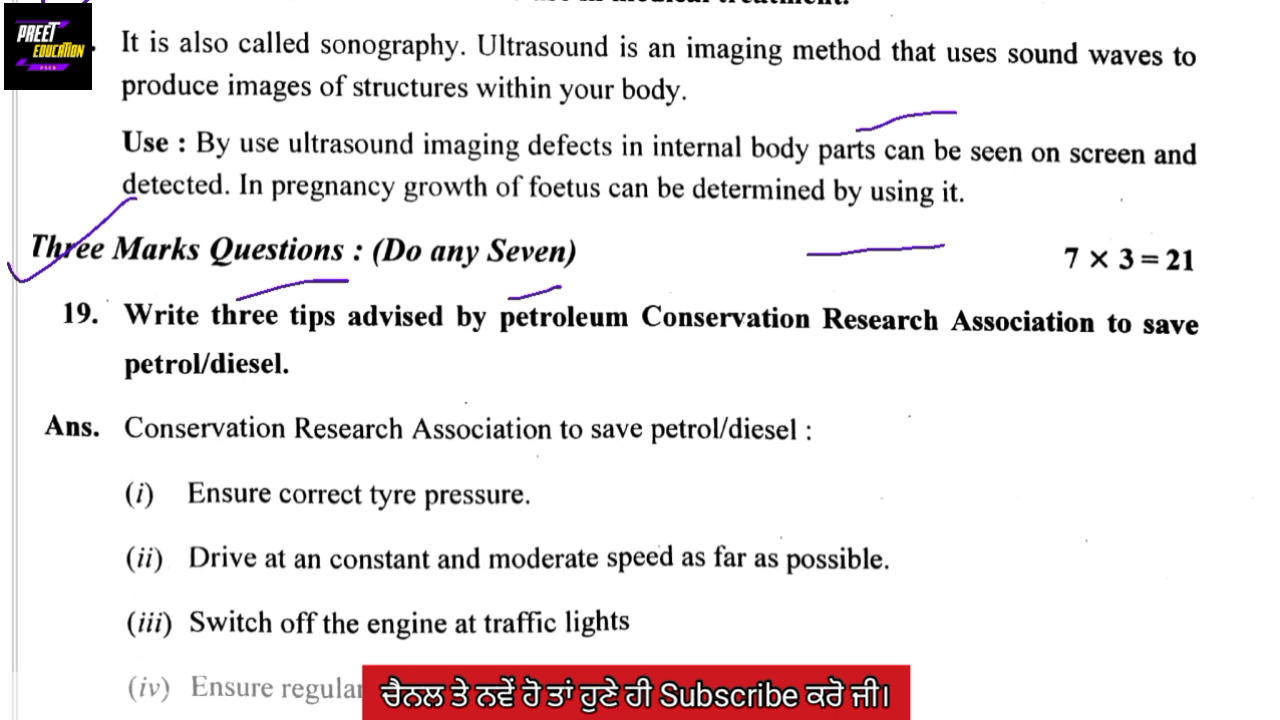 PREET
EDUCATION
use in medical treatment.
It is also called sonography. Ultrasound is an imaging method that uses sound waves to
produce images of structures within your body.
Use : By use ultrasound imaging defects in internal body parts can be seen on screen and
detected. In pregnancy growth of foetus can be determined by using it.
Three Marks Questions : (Do any Seven) 7 × 3 = 21
19. Write three tips advised by petroleum Conservation Research Association to save
petrol/diesel.
Ans. Conservation Research Association to save petrol/diesel :
(i) Ensure correct tyre pressure.
(ii) Drive at an constant and moderate speed as far as possible.
(iii) Switch off the engine at traffic lights
(iv) Ensure regular
ਚੈਨਲ ਤੇ ਨਵੇਂ ਹੋ ਤਾਂ ਹੁਣੇ ਹੀ Subscribe ਕਰੋ ਜੀ।